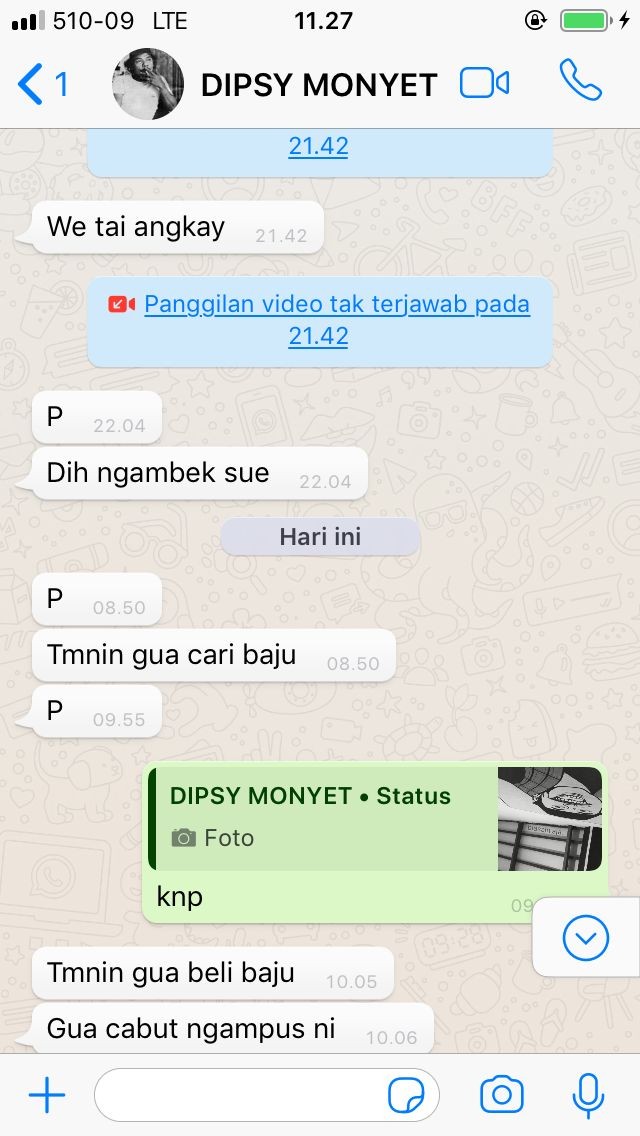 510-09 LTE 11.27
1 DIPSY MONYET
21.42
We tai angkay 21.42
Panggilan video tak terjawab pada
21.42
P 22.04
Dih ngambek sue 22.04
Hari ini
P 08.50
Tmnin gua cari baju 08.50
P 09.55
DIPSY MONYET • Status
Foto
knp 09
Tmnin gua beli baju 10.05
Gua cabut ngampus ni 10.06